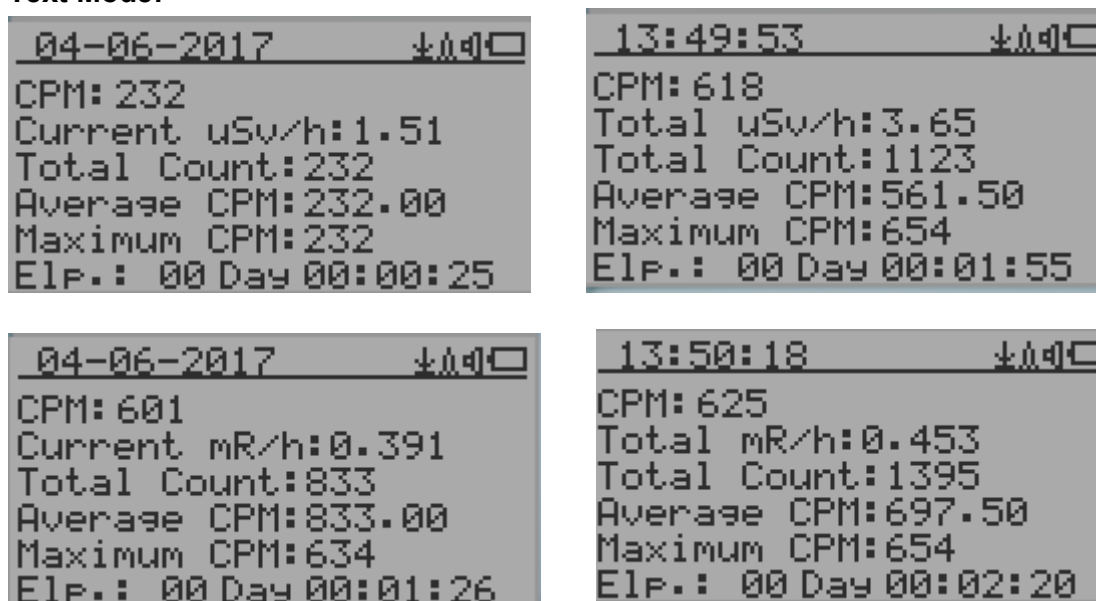 Text Mode:
04-06-2017
CPM:232
Current uSv/h:1.51
Total Count:232
Average CPM:232.00
Maximum CPM:232
Elp.: 00 Day 00:00:25
13:49:53
CPM:618
Total uSv/h:3.65
Total Count:1123
Average CPM:561.50
Maximum CPM:654
Elp.: 00 Day 00:01:55
04-06-2017
CPM:601
Current mR/h:0.391
Total Count:833
Average CPM:833.00
Maximum CPM:634
Elp.: 00 Day 00:01:26
13:50:18
CPM:625
Total mR/h:0.453
Total Count:1395
Average CPM:697.50
Maximum CPM:654
Elp.: 00 Day 00:02:20